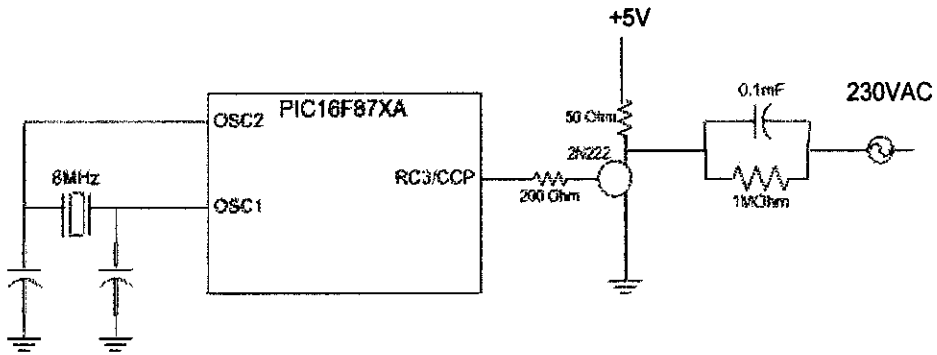 +5V
PIC16F87XA
0.1mF
230VAC
OSC2
50 Ohm
2N222
8MHz
RC3/CCP
OSC1
200 Ohm
1MOhm